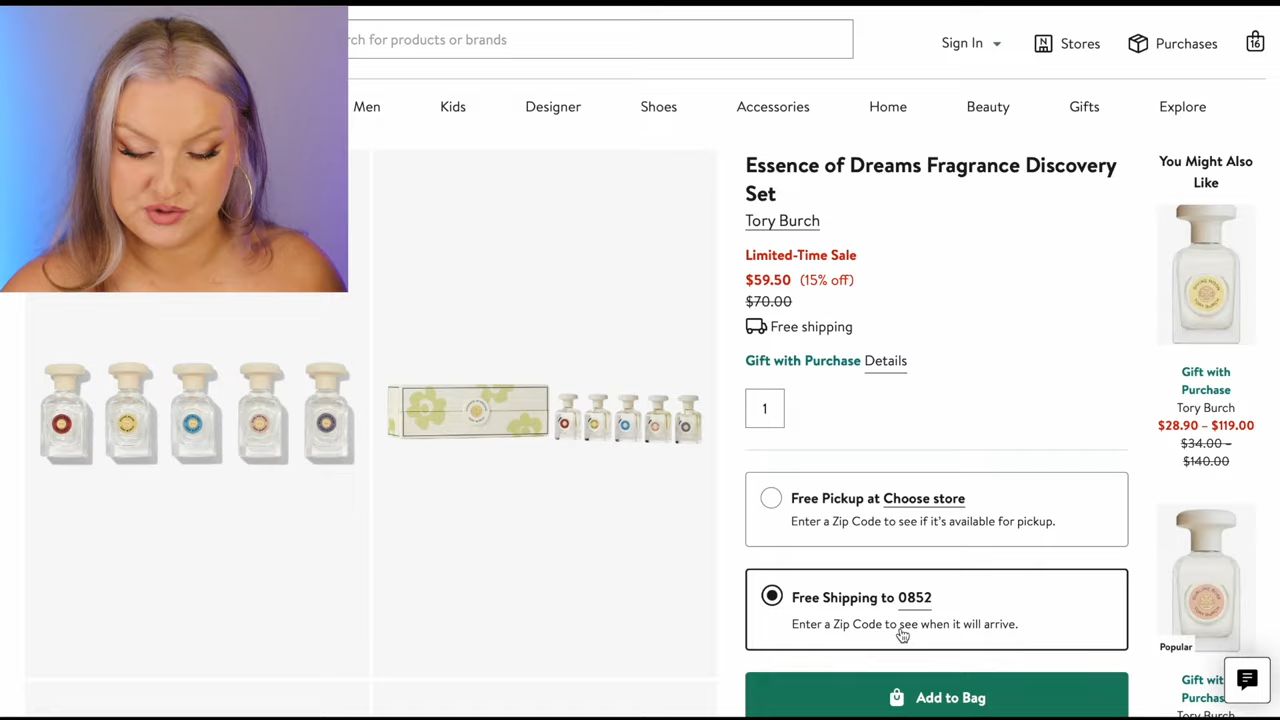 rch for products or brands
Sign In
Stores
Purchases
16
Men
Kids
Designer
Shoes
Accessories
Home
Beauty
Gifts
Explore
Essence of Dreams Fragrance Discovery
Set
Tory Burch
Limited-Time Sale
$59.50 (15% off)
$70.00
Free shipping
Gift with Purchase Details
1
Free Pickup at Choose store
Enter a Zip Code to see if it's available for pickup.
Free Shipping to 0852
Enter a Zip Code to see when it will arrive.
Add to Bag
You Might Also
Like
Gift with
Purchase
Tory Burch
$28.90 – $119.00
$34.00 –
$140.00
Popular
Gift wit
Purchas
Tory Burch